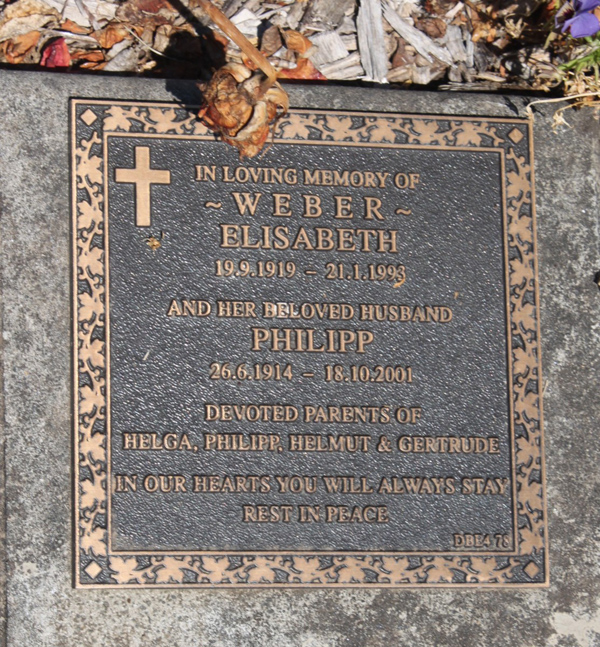 IN LOVING MEMORY OF
~ WEBER ~
ELISABETH
19.9.1919 – 21.1.1993
AND HER BELOVED HUSBAND
PHILIPP
26.6.1914 – 18.10.2001
DEVOTED PARENTS OF
HELGA, PHILIPP, HELMUT & GERTRUDE
IN OUR HEARTS YOU WILL ALWAYS STAY
REST IN PEACE
DBE4 78